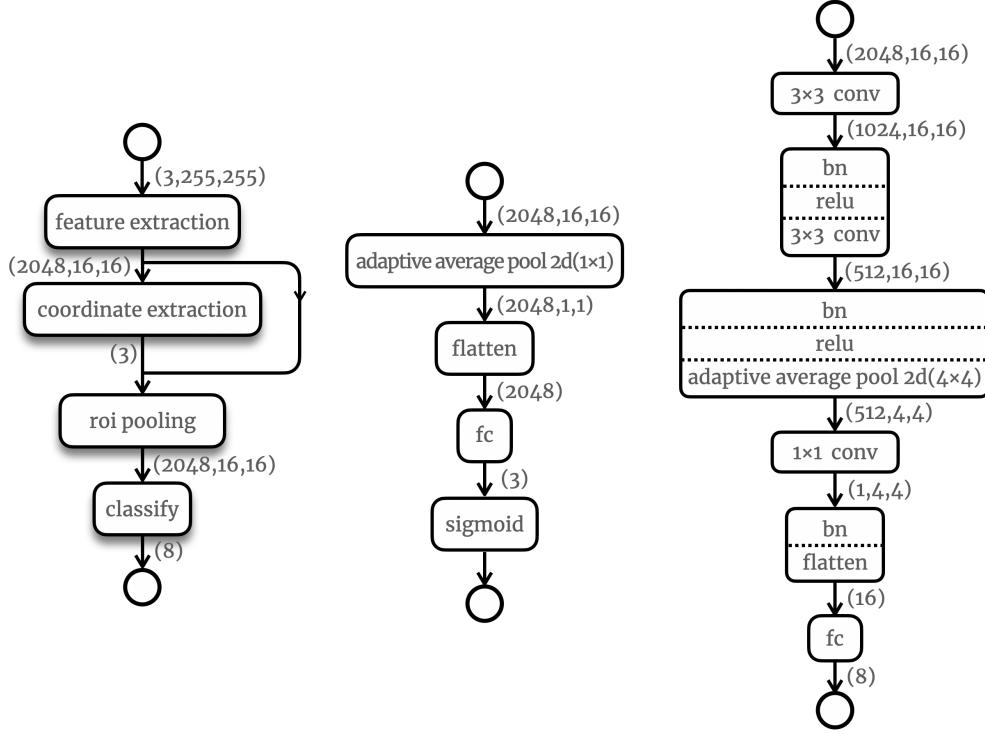 (3,255,255)
feature extraction
(2048,16,16)
coordinate extraction
(3)
roi pooling
(2048,16,16)
classify
(8)
(2048,16,16)
adaptive average pool 2d(1×1)
(2048,1,1)
flatten
(2048)
fc
(3)
sigmoid
(2048,16,16)
3×3 conv
(1024,16,16)
bn
relu
3×3 conv
(512,16,16)
bn
relu
adaptive average pool 2d(4×4)
(512,4,4)
1×1 conv
(1,4,4)
bn
flatten
(16)
fc
(8)